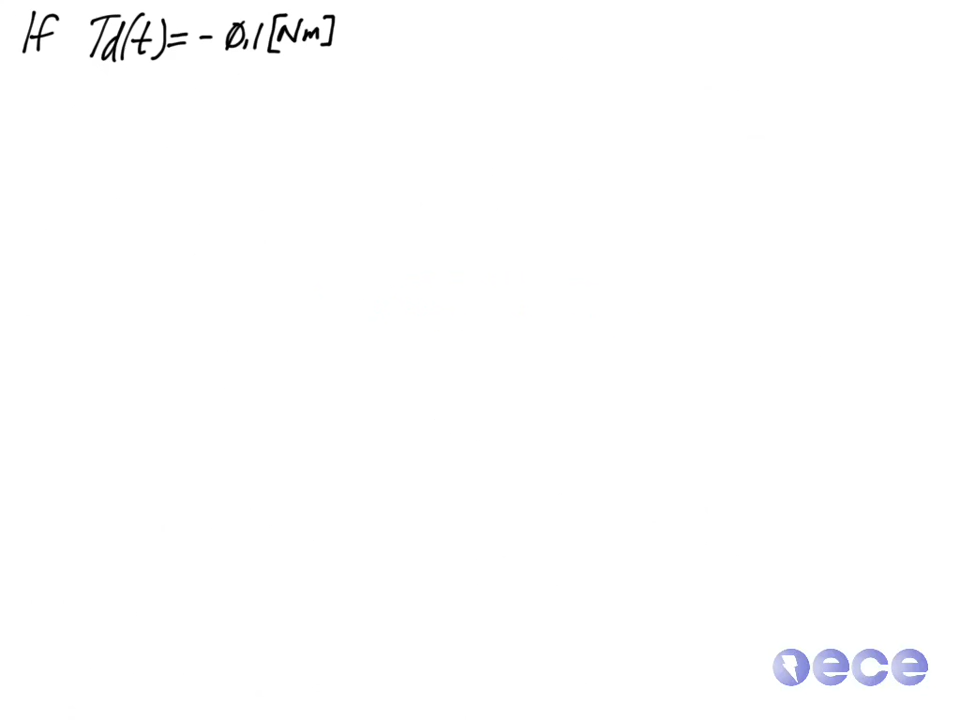 If Td(t)= - 0.1 [Nm]
ece